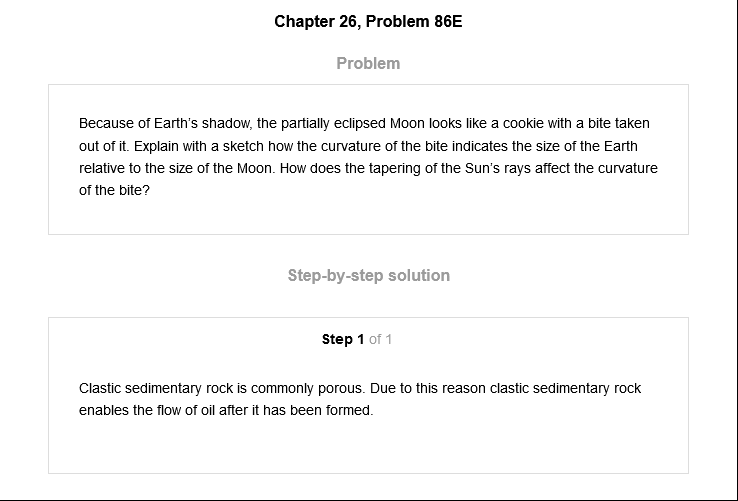 Chapter 26, Problem 86E
Problem
Because of Earth's shadow, the partially eclipsed Moon looks like a cookie with a bite taken
out of it. Explain with a sketch how the curvature of the bite indicates the size of the Earth
relative to the size of the Moon. How does the tapering of the Sun's rays affect the curvature
of the bite?
Step-by-step solution
Step 1 of 1
Clastic sedimentary rock is commonly porous. Due to this reason clastic sedimentary rock
enables the flow of oil after it has been formed.